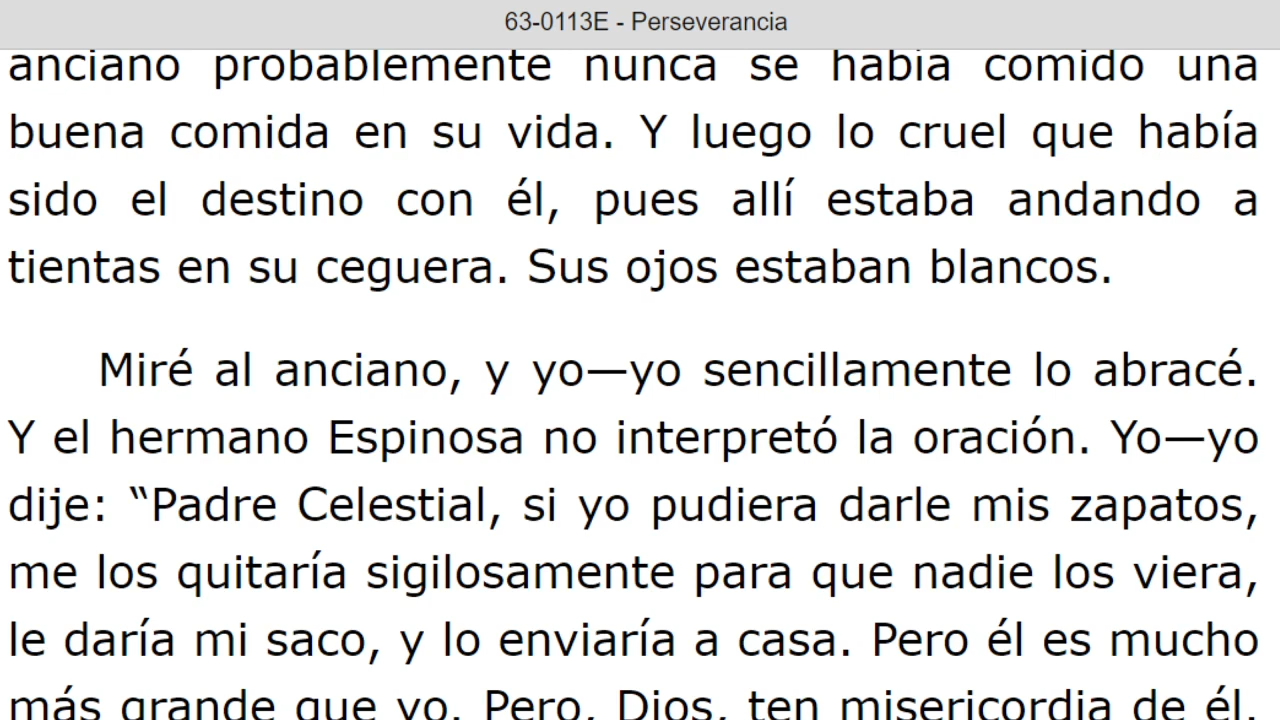 63-0113E - Perseverancia
anciano probablemente nunca se había comido una
buena comida en su vida. Y luego lo cruel que había
sido el destino con él, pues allí estaba andando a
tientas en su ceguera. Sus ojos estaban blancos.
Miré al anciano, y yo—yo sencillamente lo abracé.
Y el hermano Espinosa no interpretó la oración. Yo—yo
dije: “Padre Celestial, si yo pudiera darle mis zapatos,
me los quitaría sigilosamente para que nadie los viera,
le daría mi saco, y lo enviaría a casa. Pero él es mucho
más grande que yo. Pero, Dios, ten misericordia de él.